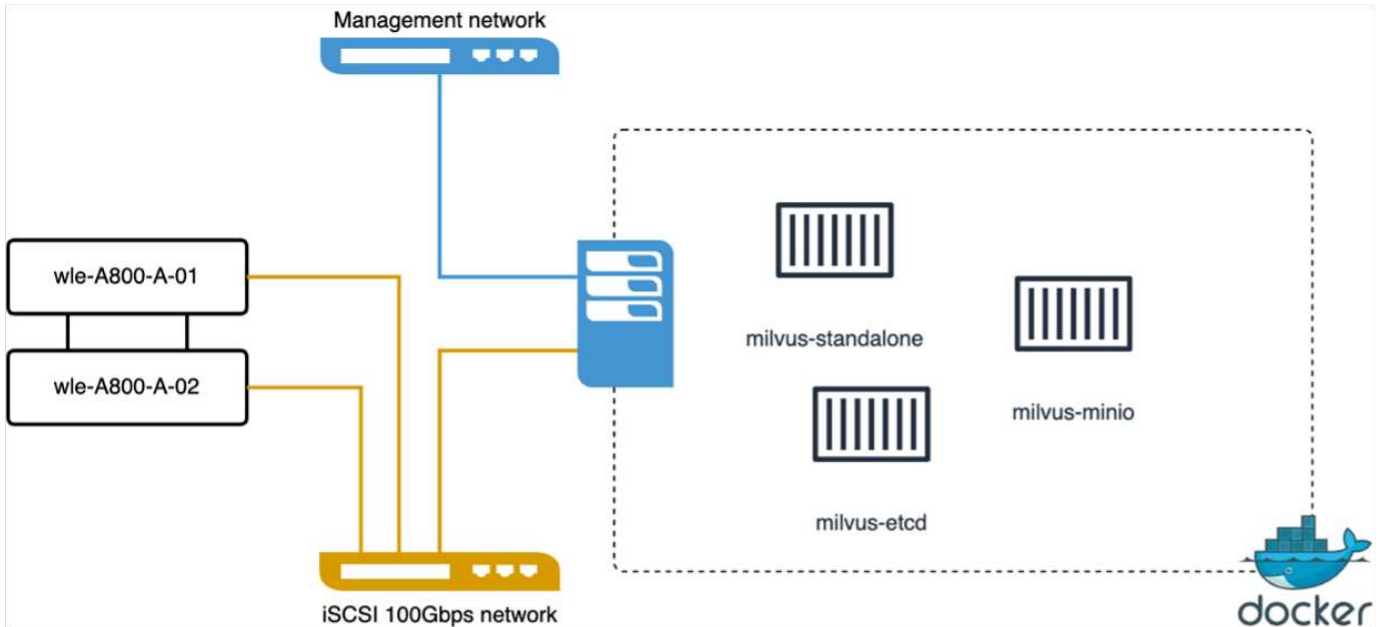 Management network
wle-A800-A-01
wle-A800-A-02
milvus-standalone
milvus-minio
milvus-etcd
iSCSI 100Gbps network
docker